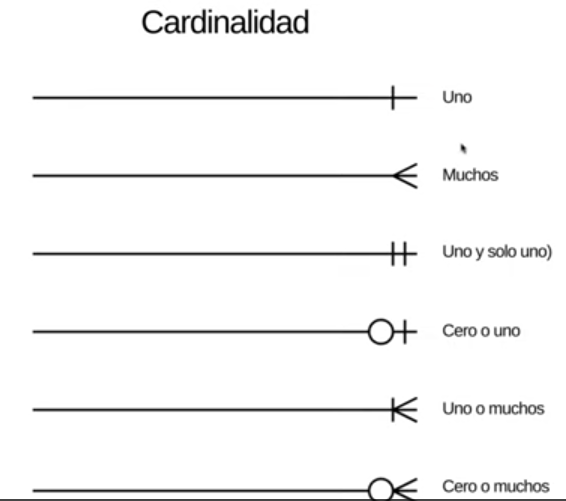 Cardinalidad
Uno
Muchos
Uno y solo uno)
Cero o uno
Uno o muchos
Cero o muchos